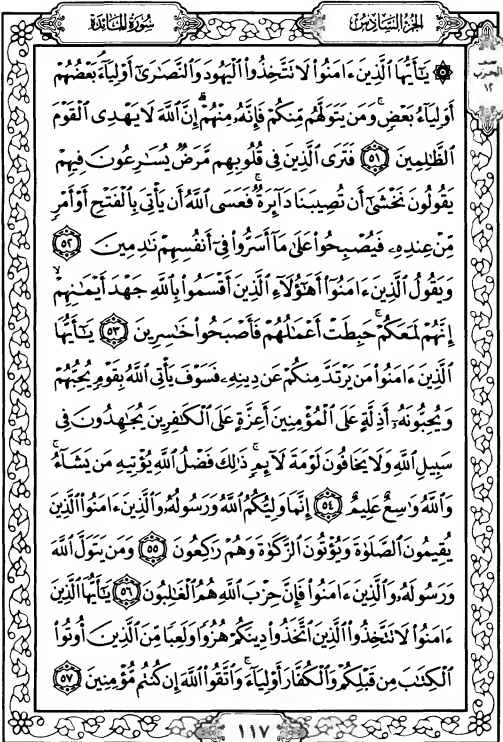 الجزء السادس
سورة المائدة
نصف
الحزب
١٢
۞ يَـٰٓأَيُّهَا ٱلَّذِينَ ءَامَنُوا۟ لَا تَتَّخِذُوا۟ ٱلْيَهُودَ وَٱلنَّصَـٰرَىٰٓ أَوْلِيَآءَ ۘ بَعْضُهُمْ
أَوْلِيَآءُ بَعْضٍ ۚ وَمَن يَتَوَلَّهُم مِّنكُمْ فَإِنَّهُۥ مِنْهُمْ ۗ إِنَّ ٱللَّهَ لَا يَهْدِى ٱلْقَوْمَ
ٱلظَّـٰلِمِينَ ٥١ فَتَرَى ٱلَّذِينَ فِى قُلُوبِهِم مَّرَضٌ يُسَـٰرِعُونَ فِيهِمْ
يَقُولُونَ نَخْشَىٰٓ أَن تُصِيبَنَا دَآئِرَةٌ ۚ فَعَسَى ٱللَّهُ أَن يَأْتِىَ بِٱلْفَتْحِ أَوْ أَمْرٍ
مِّنْ عِندِهِۦ فَيُصْبِحُوا۟ عَلَىٰ مَآ أَسَرُّوا۟ فِىٓ أَنفُسِهِمْ نَـٰدِمِينَ ٥٢
وَيَقُولُ ٱلَّذِينَ ءَامَنُوٓا۟ أَهَـٰٓؤُلَآءِ ٱلَّذِينَ أَقْسَمُوا۟ بِٱللَّهِ جَهْدَ أَيْمَـٰنِهِمْ ۙ
إِنَّهُمْ لَمَعَكُمْ ۚ حَبِطَتْ أَعْمَـٰلُهُمْ فَأَصْبَحُوا۟ خَـٰسِرِينَ ٥٣ يَـٰٓأَيُّهَا
ٱلَّذِينَ ءَامَنُوا۟ مَن يَرْتَدَّ مِنكُمْ عَن دِينِهِۦ فَسَوْفَ يَأْتِى ٱللَّهُ بِقَوْمٍ يُحِبُّهُمْ
وَيُحِبُّونَهُۥٓ أَذِلَّةٍ عَلَى ٱلْمُؤْمِنِينَ أَعِزَّةٍ عَلَى ٱلْكَـٰفِرِينَ يُجَـٰهِدُونَ فِى
سَبِيلِ ٱللَّهِ وَلَا يَخَافُونَ لَوْمَةَ لَآئِمٍ ۚ ذَٰلِكَ فَضْلُ ٱللَّهِ يُؤْتِيهِ مَن يَشَآءُ ۚ
وَٱللَّهُ وَٰسِعٌ عَلِيمٌ ٥٤ إِنَّمَا وَلِيُّكُمُ ٱللَّهُ وَرَسُولُهُۥ وَٱلَّذِينَ ءَامَنُوا۟ ٱلَّذِينَ
يُقِيمُونَ ٱلصَّلَوٰةَ وَيُؤْتُونَ ٱلزَّكَوٰةَ وَهُمْ رَٰكِعُونَ ٥٥ وَمَن يَتَوَلَّ ٱللَّهَ
وَرَسُولَهُۥ وَٱلَّذِينَ ءَامَنُوا۟ فَإِنَّ حِزْبَ ٱللَّهِ هُمُ ٱلْغَـٰلِبُونَ ٥٦ يَـٰٓأَيُّهَا ٱلَّذِينَ
ءَامَنُوا۟ لَا تَتَّخِذُوا۟ ٱلَّذِينَ ٱتَّخَذُوا۟ دِينَكُمْ هُزُوًا وَلَعِبًا مِّنَ ٱلَّذِينَ أُوتُوا۟
ٱلْكِتَـٰبَ مِن قَبْلِكُمْ وَٱلْكُفَّارَ أَوْلِيَآءَ ۚ وَٱتَّقُوا۟ ٱللَّهَ إِن كُنتُم مُّؤْمِنِينَ ٥٧
١١٧